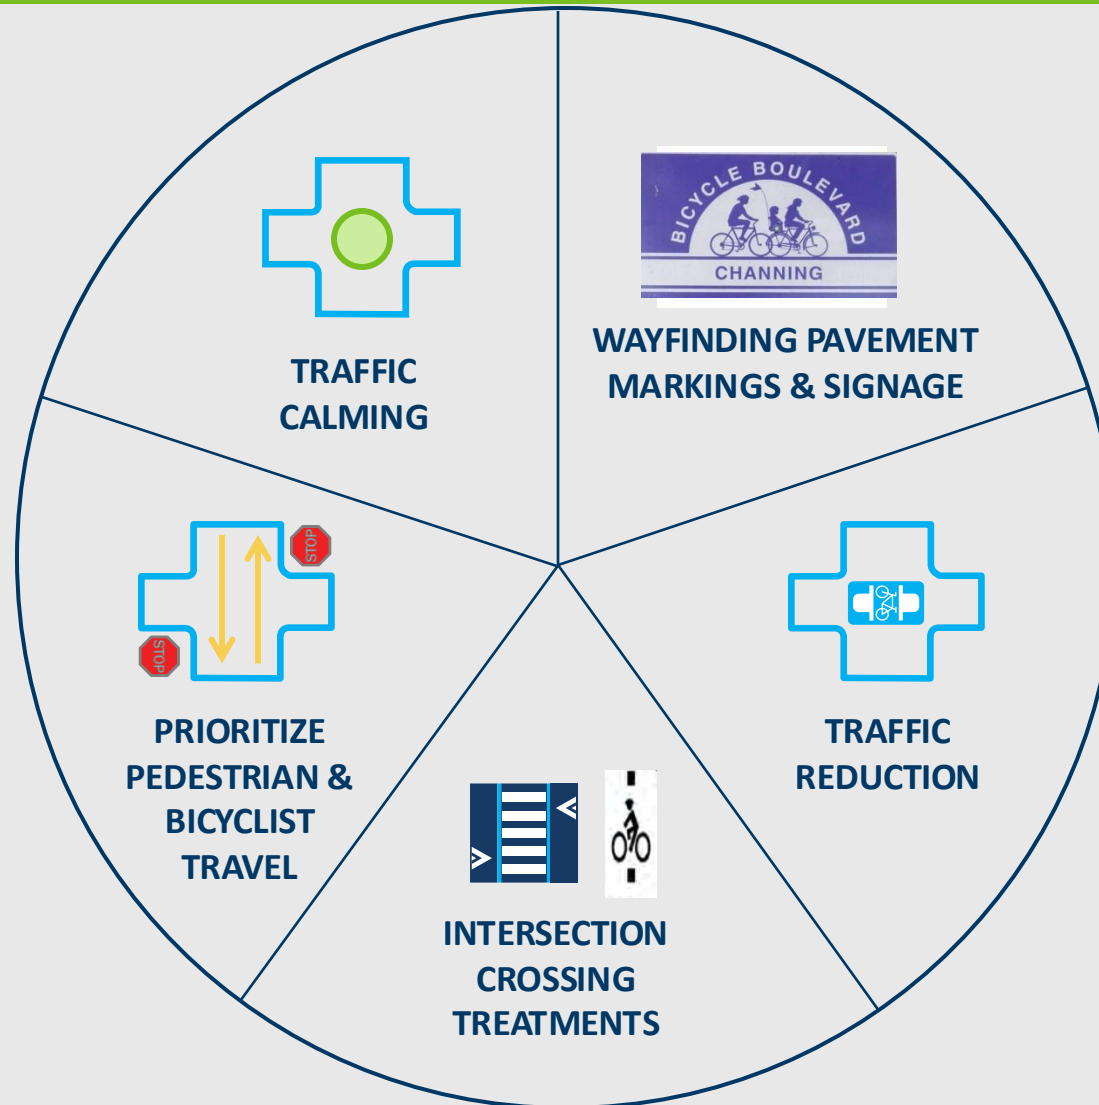 BICYCLE BOULEVARD
CHANNING
WAYFINDING PAVEMENT
MARKINGS & SIGNAGE
TRAFFIC
CALMING
STOP
STOP
PRIORITIZE
PEDESTRIAN &
BICYCLIST
TRAVEL
TRAFFIC
REDUCTION
INTERSECTION
CROSSING
TREATMENTS